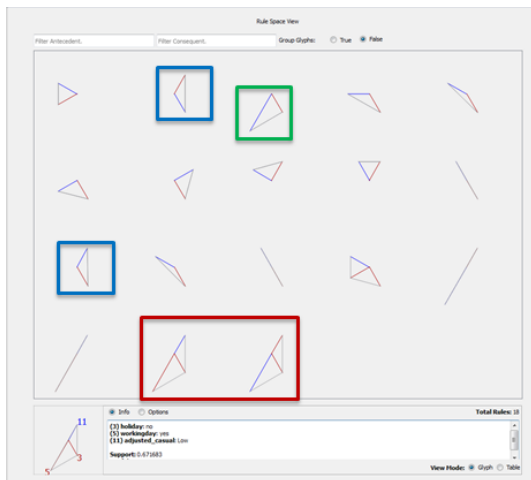 Rule Space View
Filter Antecedent. Filter Consequent. Group Glyphs: True False
Info Options Total Rules: 18
(3) holiday: no
(5) workingday: yes
(11) adjusted_casual: Low
Support: 0.671683
11
3
5
View Mode: Glyph Table